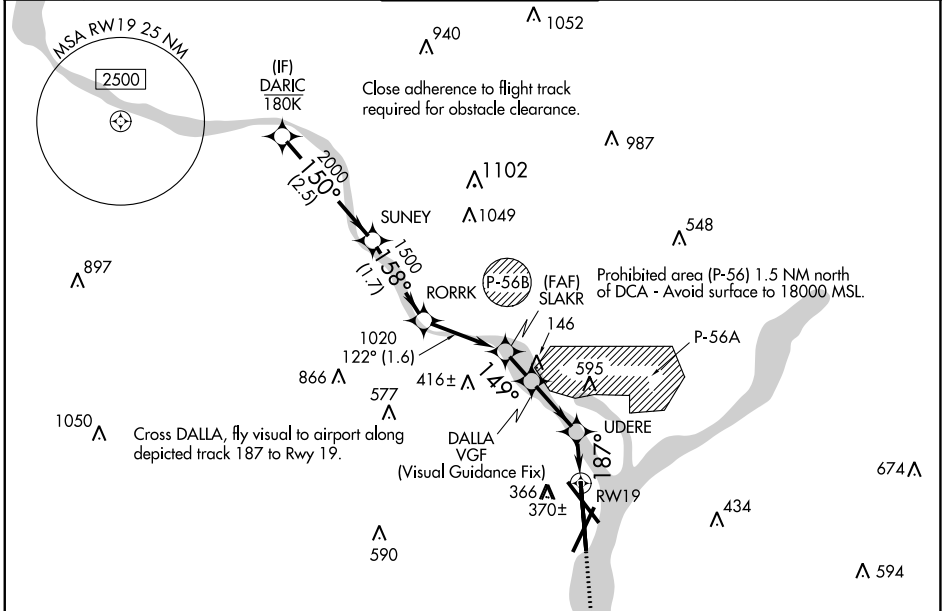 MSA RW19 25 NM
2500
(IF)
DARIC
180K
940
1052
Close adherence to flight track
required for obstacle clearance.
987
2000
150°
(2.5)
1102
1049
SUNEY
548
897
1500
158°
(1.7)
P-56B
(FAF)
SLAKR
Prohibited area (P-56) 1.5 NM north
of DCA - Avoid surface to 18000 MSL.
RORRK
146
P-56A
1020
122° (1.6)
866
416±
149°
595
577
1050
Cross DALLA, fly visual to airport along
depicted track 187 to Rwy 19.
DALLA
VGF
(Visual Guidance Fix)
UDERE
187°
366
370±
RW19
674
434
590
594